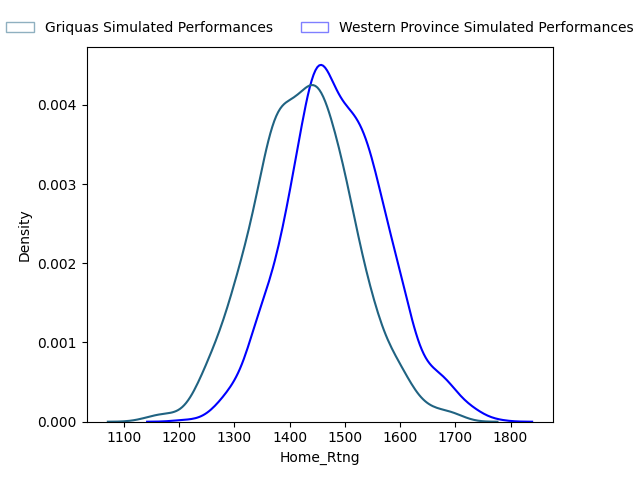 Griquas Simulated Performances Western Province Simulated Performances
0.004
0.003
0.002
0.001
0.000
Density
1100 1200 1300 1400 1500 1600 1700 1800
Home_Rtng